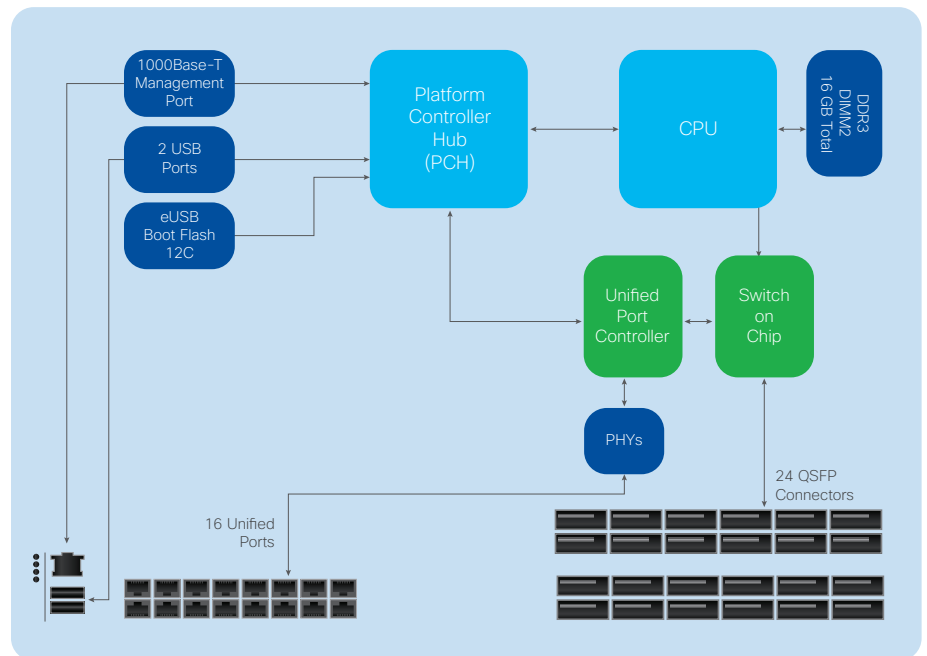 1000Base-T
Management
Port
2 USB
Ports
eUSB
Boot Flash
12C
Platform
Controller
Hub
(PCH)
CPU
DDR3
DIMM2
16 GB Total
Unified
Port
Controller
Switch
on
Chip
PHYs
24 QSFP
Connectors
16 Unified
Ports